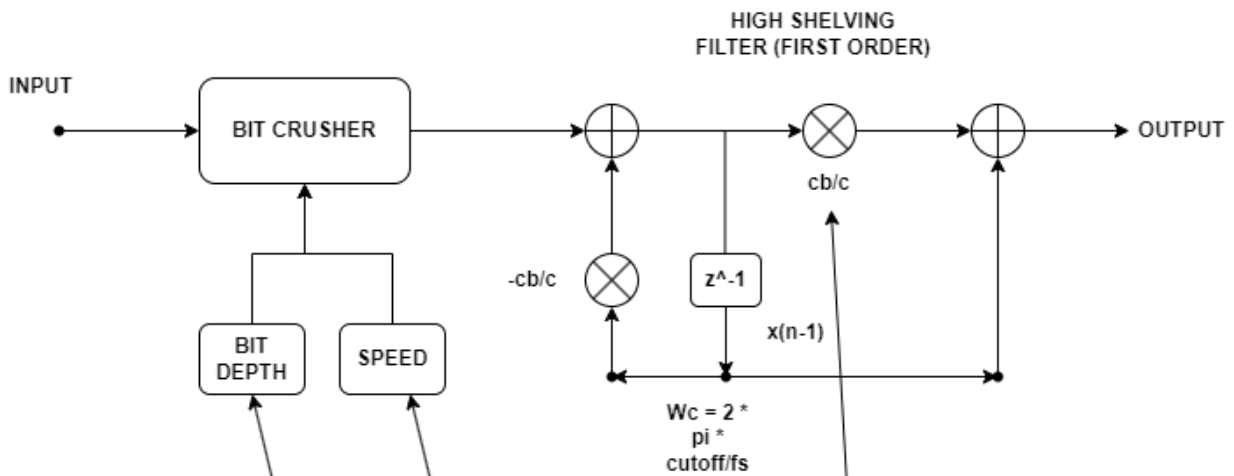 HIGH SHELVING
FILTER (FIRST ORDER)
INPUT
BIT CRUSHER
OUTPUT
cb/c
-cb/c
z^-1
x(n-1)
BIT
DEPTH
SPEED
Wc = 2 *
pi *
cutoff/fs